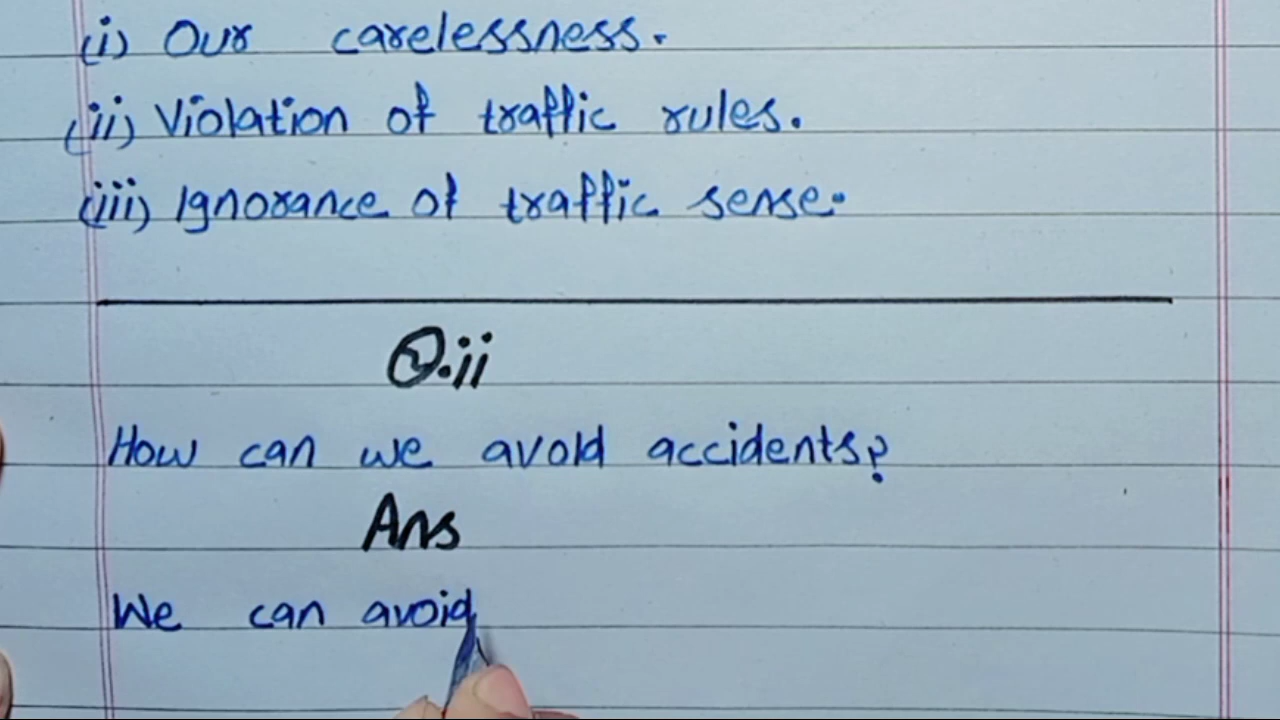 (i) Our carelessness.
(ii) Violation of traffic rules.
(iii) Ignorance of traffic sense.
Q.ii
How can we avoid accidents?
Ans
We can avoid